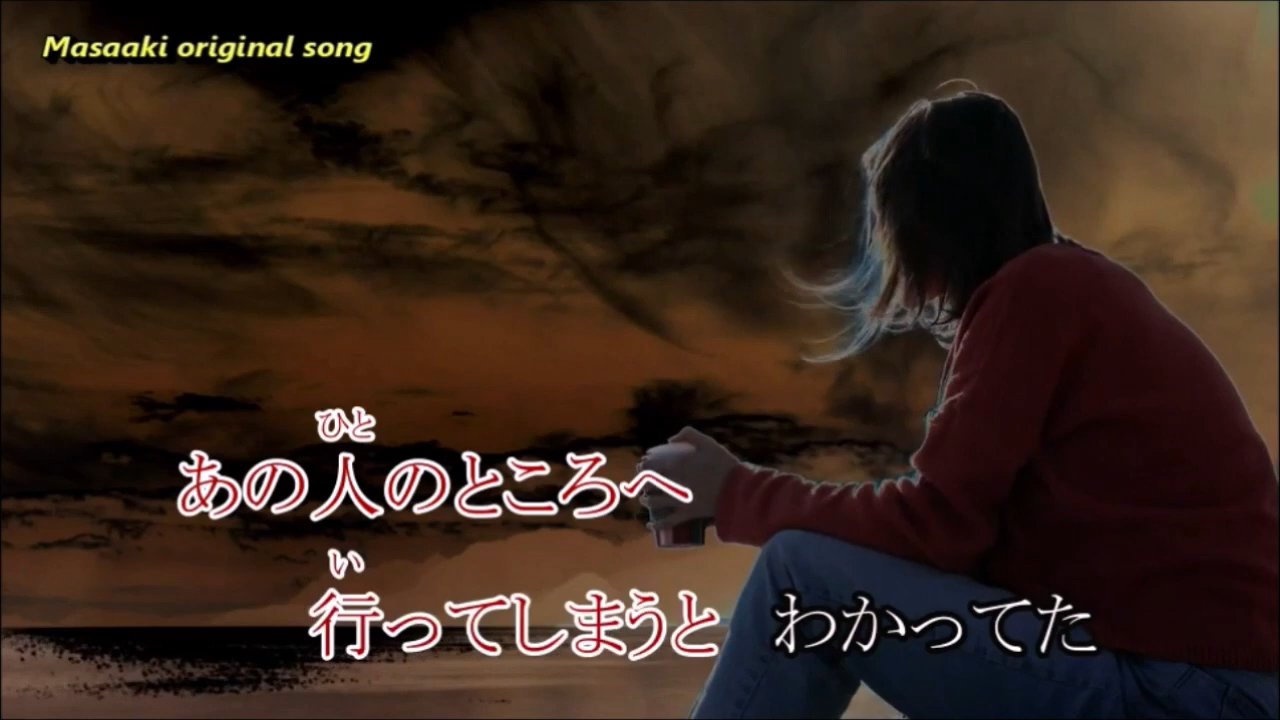 Masaaki original song
ひと
あの人のところへ
い
行ってしまうと わかってた